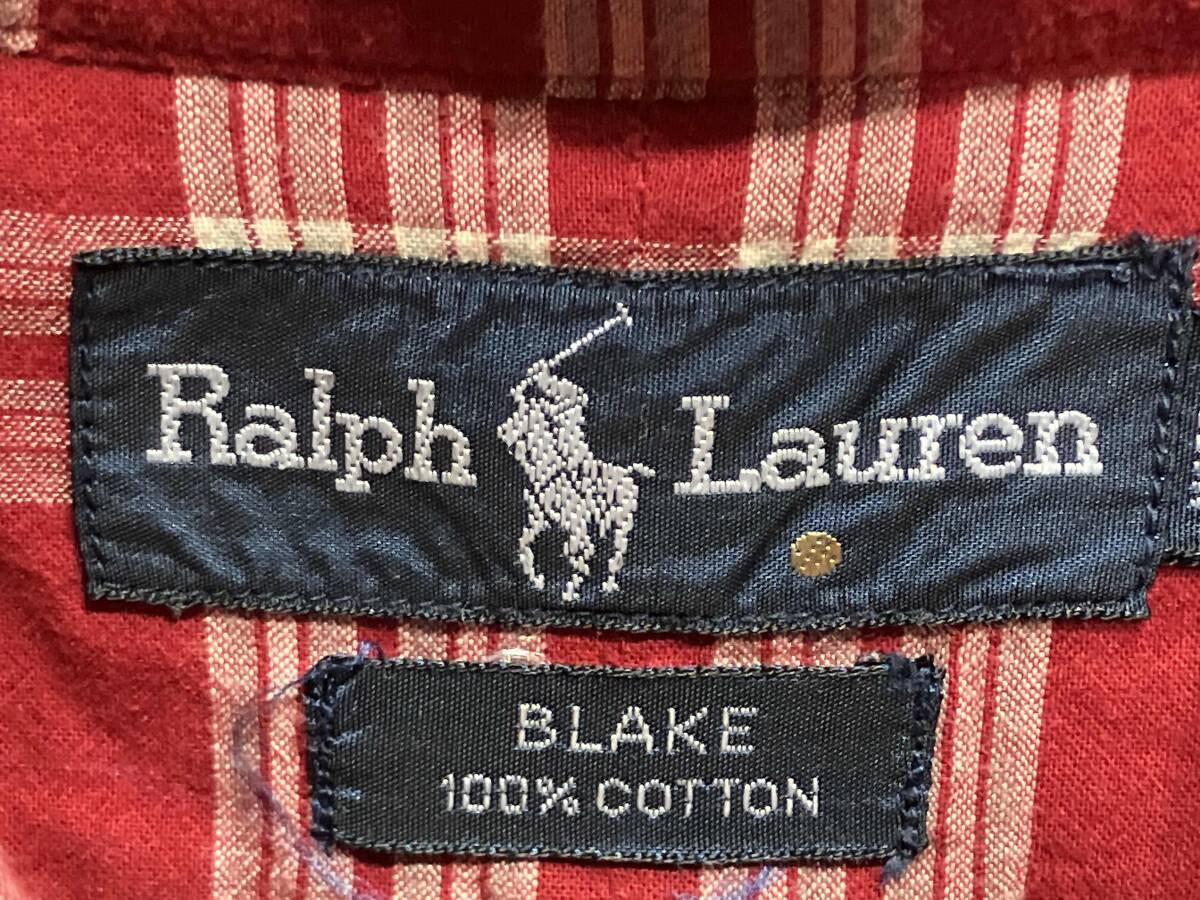 Ralph Lauren
BLAKE
100% COTTON